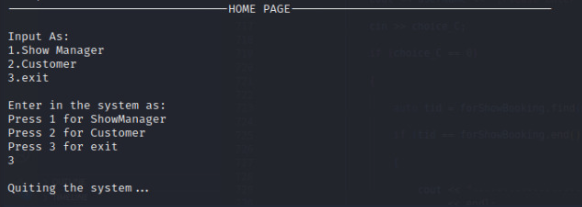 HOME PAGE
Input As:
1.Show Manager
2.Customer
3.exit
Enter in the system as:
Press 1 for ShowManager
Press 2 for Customer
Press 3 for exit
3
Quiting the system...